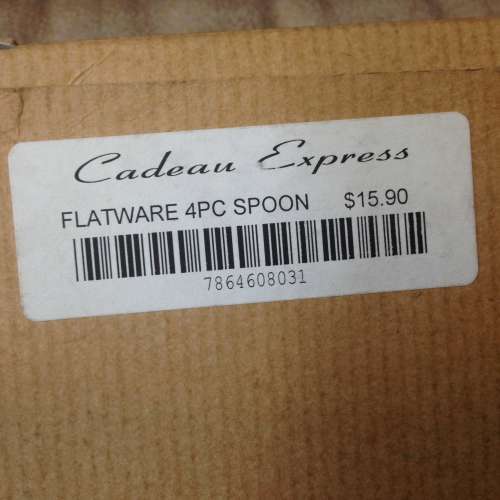 Cadeau Express
FLATWARE 4PC SPOON $15.90
7864608031